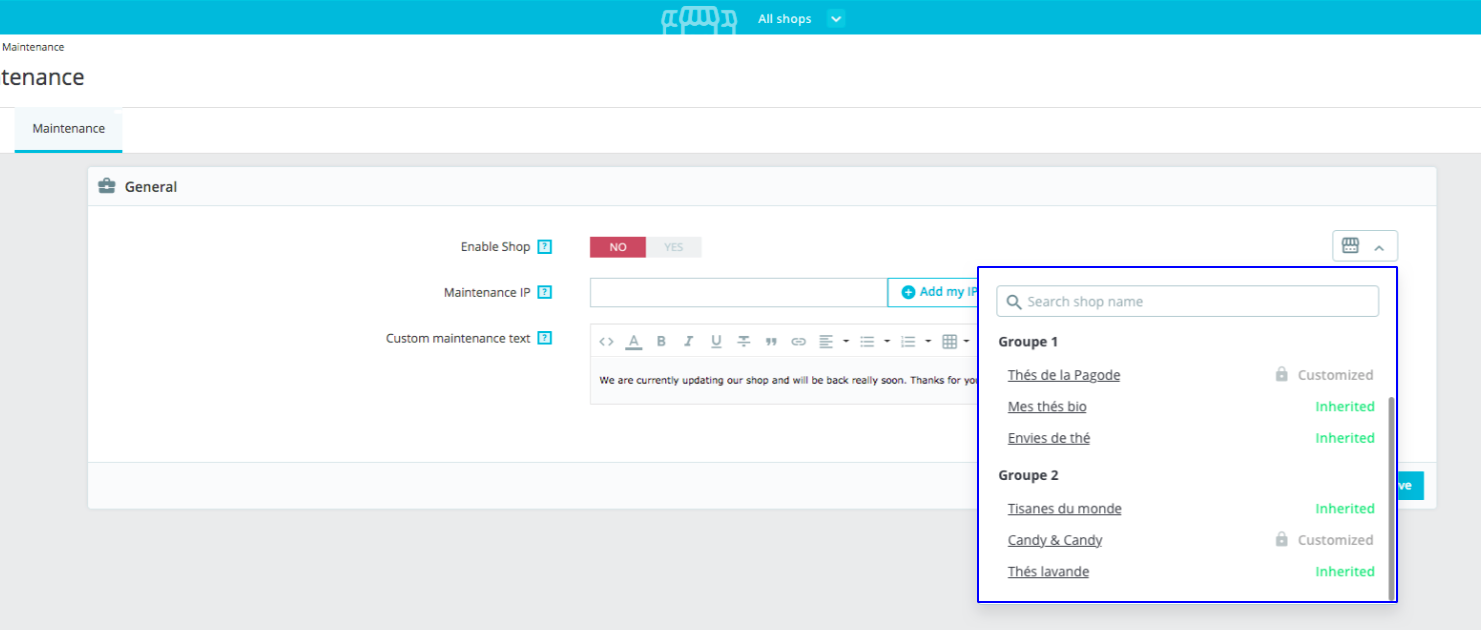 All shops
Maintenance
tenance
Maintenance
General
Enable Shop ?
NO YES
Maintenance IP ?
Add my IP
Custom maintenance text ?
We are currently updating our shop and will be back really soon. Thanks for you
Search shop name
Groupe 1
Thés de la Pagode Customized
Mes thés bio Inherited
Envies de thé Inherited
Groupe 2
Tisanes du monde Inherited
Candy & Candy Customized
Thés lavande Inherited
ve